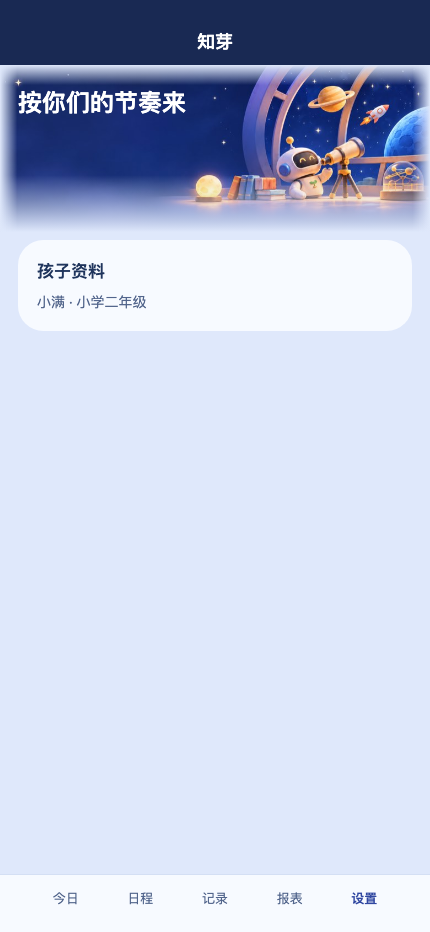 知芽
按你们的节奏来
孩子资料
小满 · 小学二年级
今日
日程
记录
报表
设置